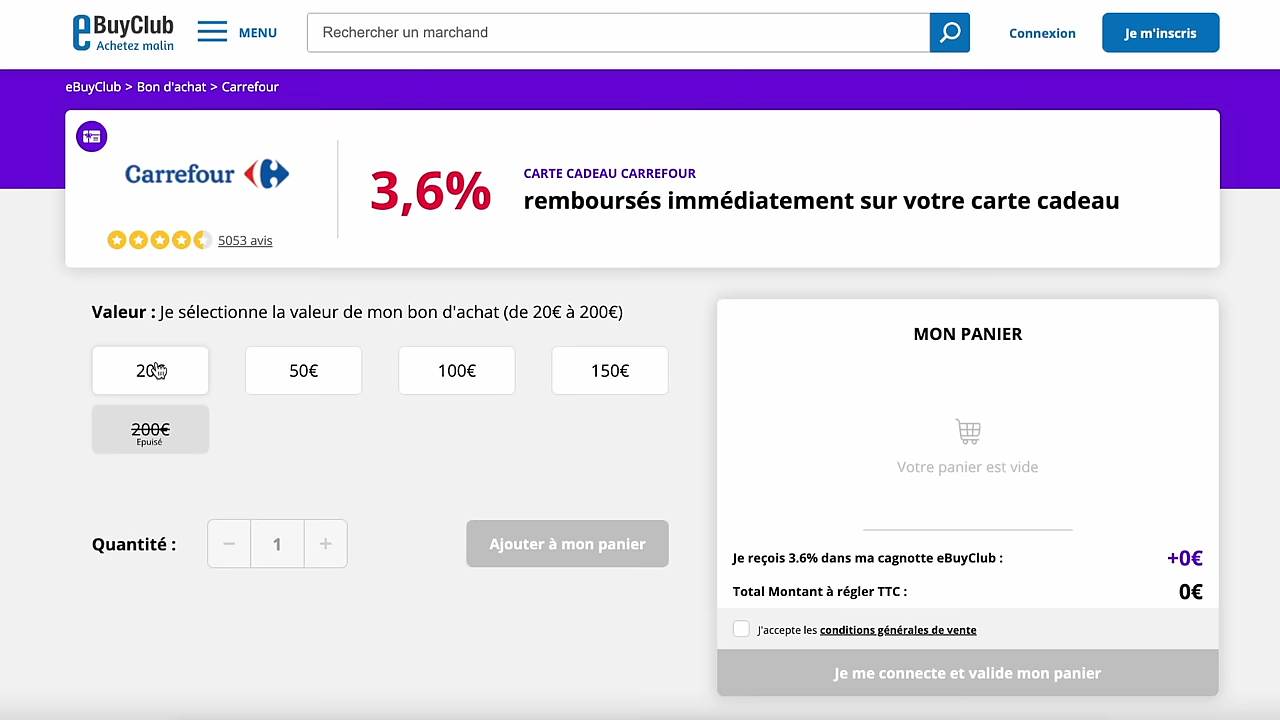 eBuyClub
Achetez malin
MENU
Rechercher un marchand
Connexion
Je m'inscris
eBuyClub > Bon d'achat > Carrefour
Carrefour
5053 avis
3,6%
CARTE CADEAU CARREFOUR
remboursés immédiatement sur votre carte cadeau
Valeur : Je sélectionne la valeur de mon bon d'achat (de 20€ à 200€)
50€
100€
150€
200€
Epuisé
Quantité :
− 1 +
Ajouter à mon panier
MON PANIER
Votre panier est vide
Je reçois 3.6% dans ma cagnotte eBuyClub :
+0€
Total Montant à régler TTC :
0€
J'accepte les conditions générales de vente
Je me connecte et valide mon panier